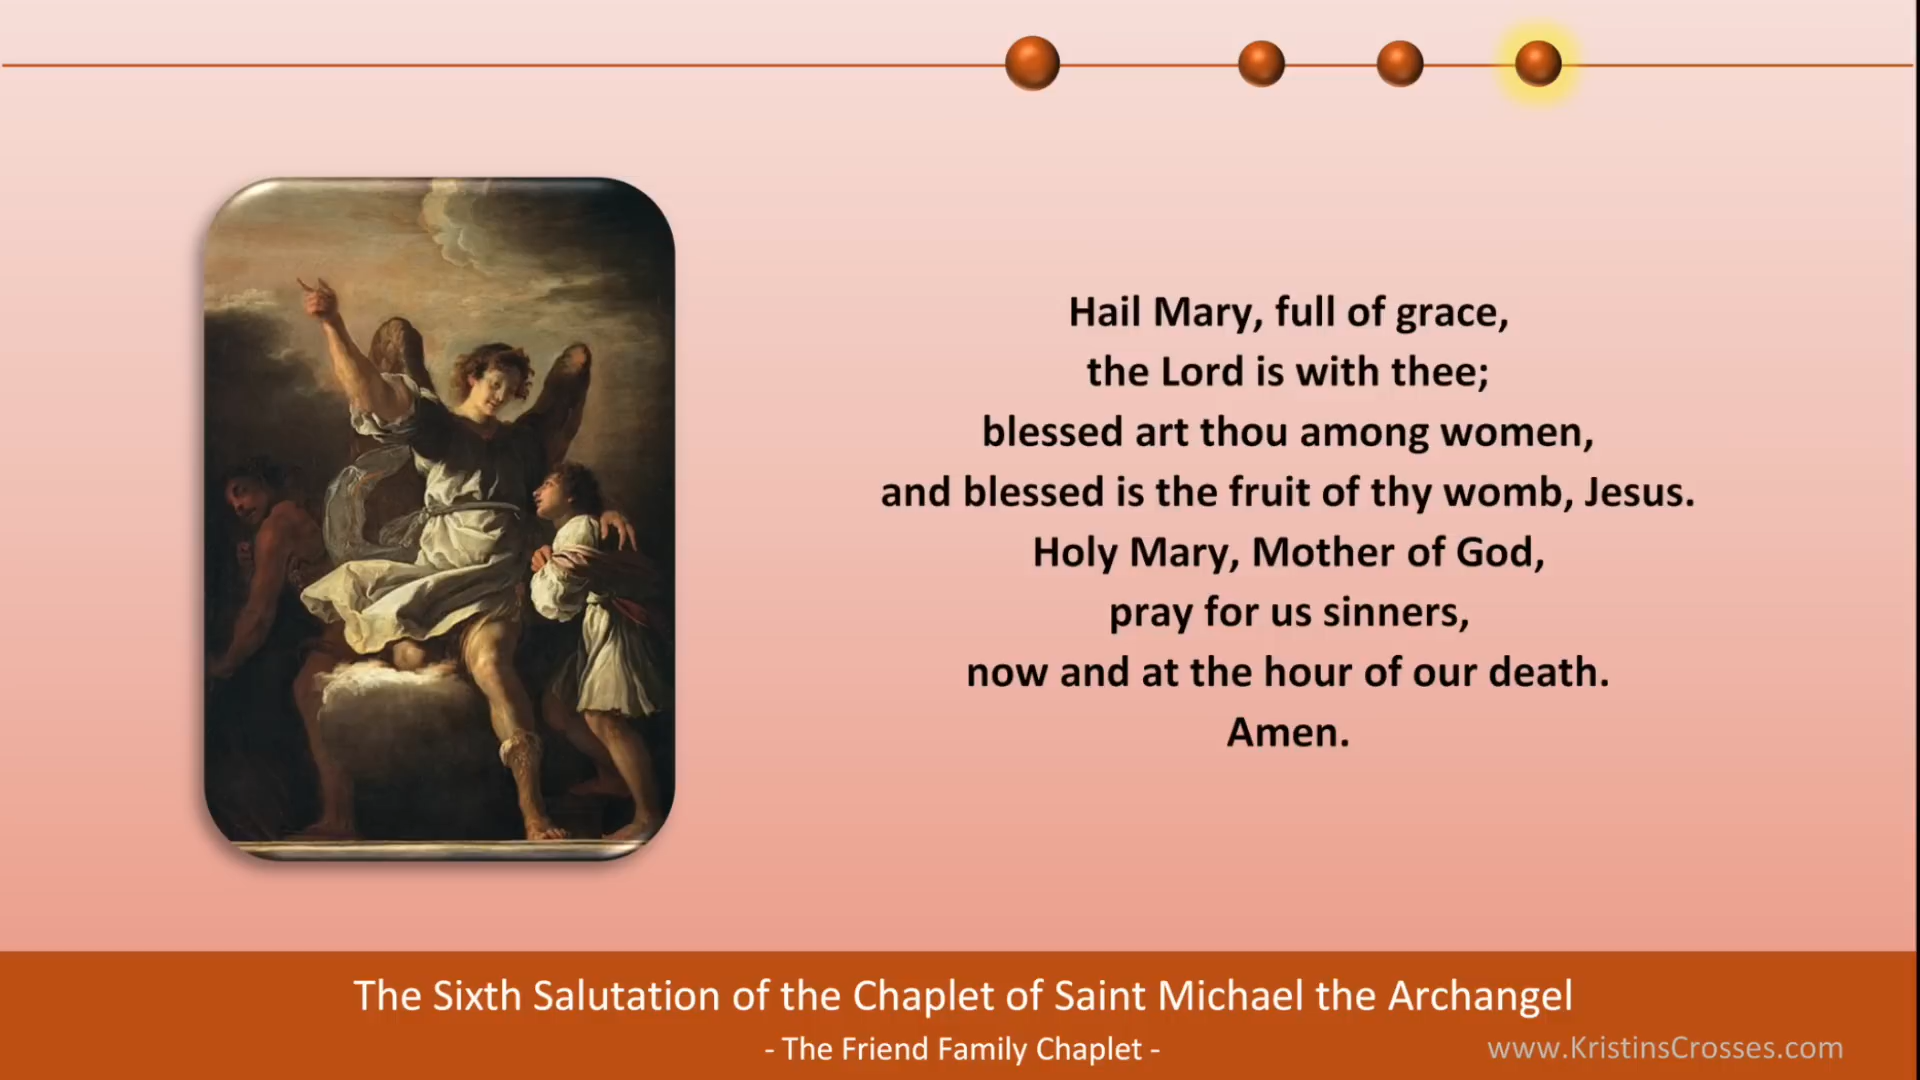 Hail Mary, full of grace,
the Lord is with thee;
blessed art thou among women,
and blessed is the fruit of thy womb, Jesus.
Holy Mary, Mother of God,
pray for us sinners,
now and at the hour of our death.
Amen.
The Sixth Salutation of the Chaplet of Saint Michael the Archangel
- The Friend Family Chaplet -
www.KristinsCrosses.com